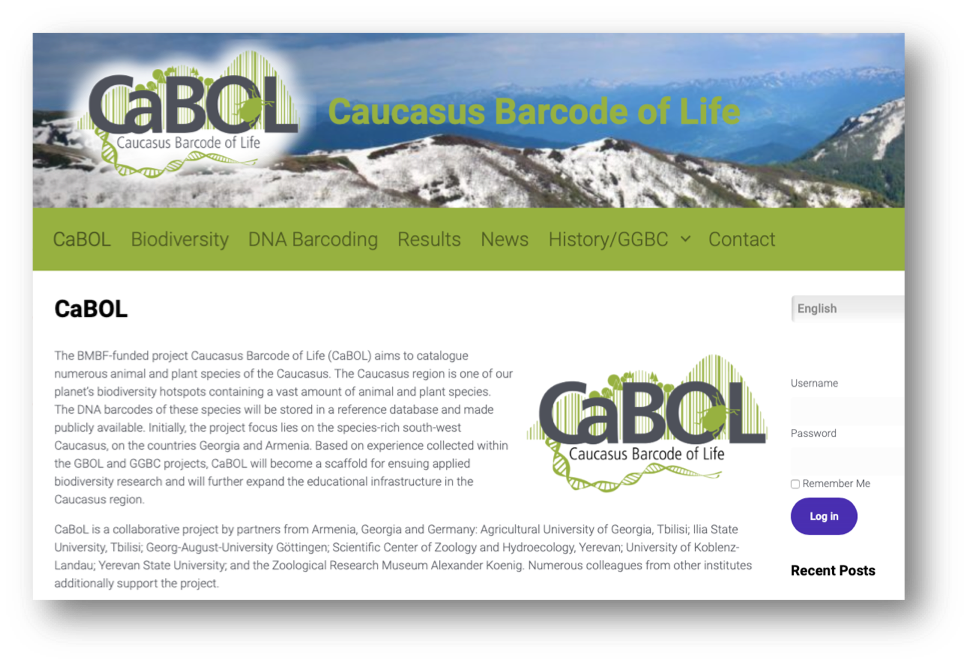 CaBOL
Caucasus Barcode of Life
Caucasus Barcode of Life
CaBOL Biodiversity DNA Barcoding Results News History/GGBC Contact
CaBOL
The BMBF-funded project Caucasus Barcode of Life (CaBOL) aims to catalogue
numerous animal and plant species of the Caucasus. The Caucasus region is one of our
planet's biodiversity hotspots containing a vast amount of animal and plant species.
The DNA barcodes of these species will be stored in a reference database and made
publicly available. Initially, the project focus lies on the species-rich south-west
Caucasus, on the countries Georgia and Armenia. Based on experience collected within
the GBOL and GGBC projects, CaBOL will become a scaffold for ensuing applied
biodiversity research and will further expand the educational infrastructure in the
Caucasus region.
CaBOL
Caucasus Barcode of Life
CaBoL is a collaborative project by partners from Armenia, Georgia and Germany: Agricultural University of Georgia, Tbilisi; Ilia State
University, Tbilisi; Georg-August-University Göttingen; Scientific Center of Zoology and Hydroecology, Yerevan; University of Koblenz-
Landau; Yerevan State University; and the Zoological Research Museum Alexander Koenig. Numerous colleagues from other institutes
additionally support the project.
English
Username
Password
Remember Me
Log in
Recent Posts